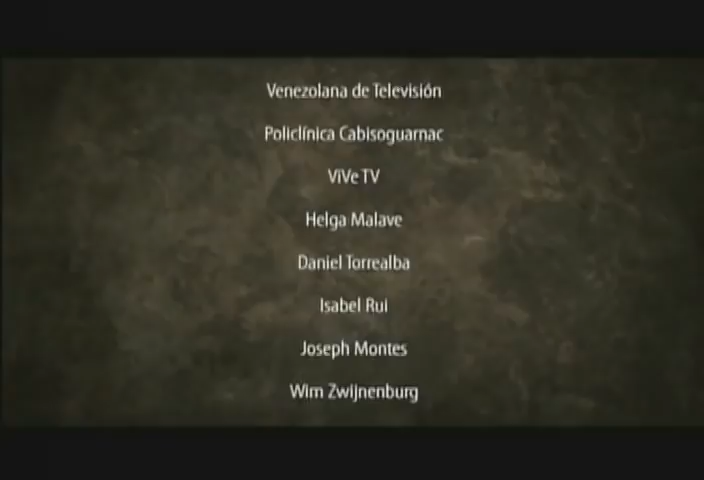 Venezolana de Televisión
Policlínica Cabisoguarnac
ViVe TV
Helga Malave
Daniel Torrealba
Isabel Rui
Joseph Montes
Wim Zwijnenburg